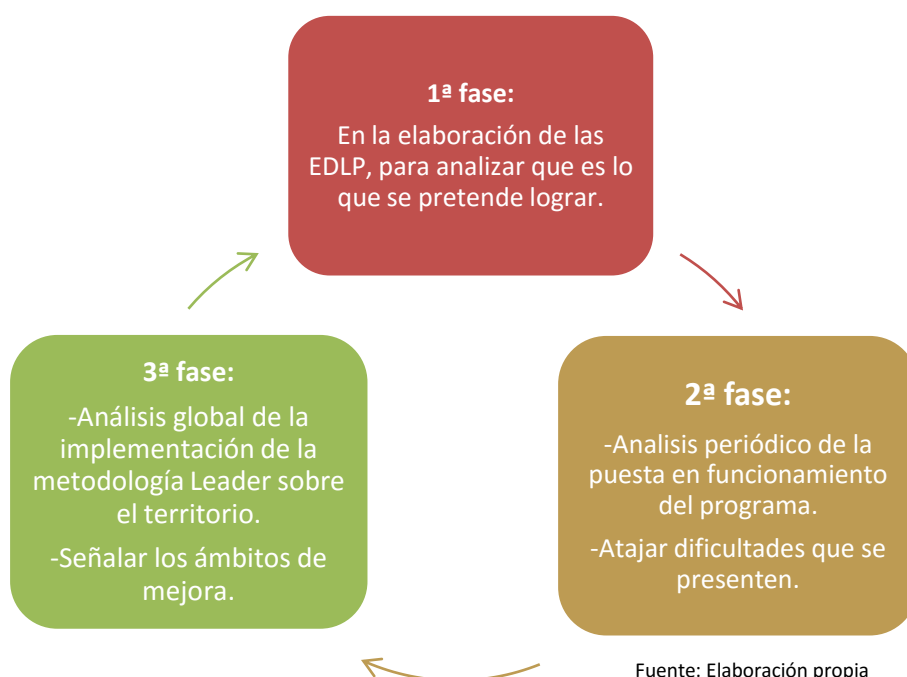 1ª fase:
En la elaboración de las
EDLP, para analizar que es lo
que se pretende lograr.
2ª fase:
-Analisis periódico de la
puesta en funcionamiento
del programa.
-Atajar dificultades que se
presenten.
3ª fase:
-Análisis global de la
implementación de la
metodología Leader sobre
el territorio.
-Señalar los ámbitos de
mejora.
Fuente: Elaboración propia